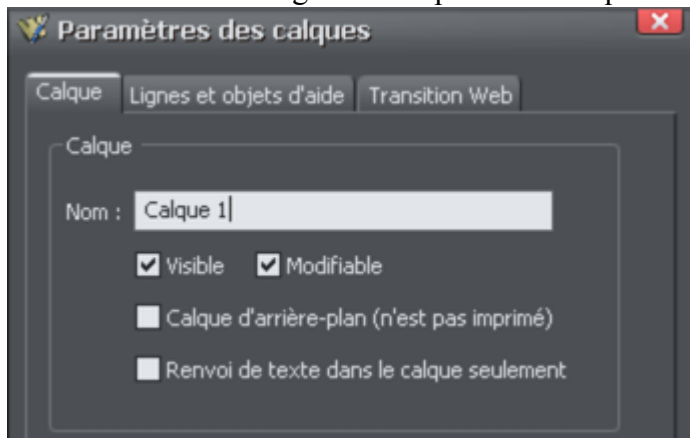 Paramètres des calques
Calque Lignes et objets d'aide Transition Web
Calque
Nom : Calque 1
Visible Modifiable
Calque d'arrière-plan (n'est pas imprimé)
Renvoi de texte dans le calque seulement